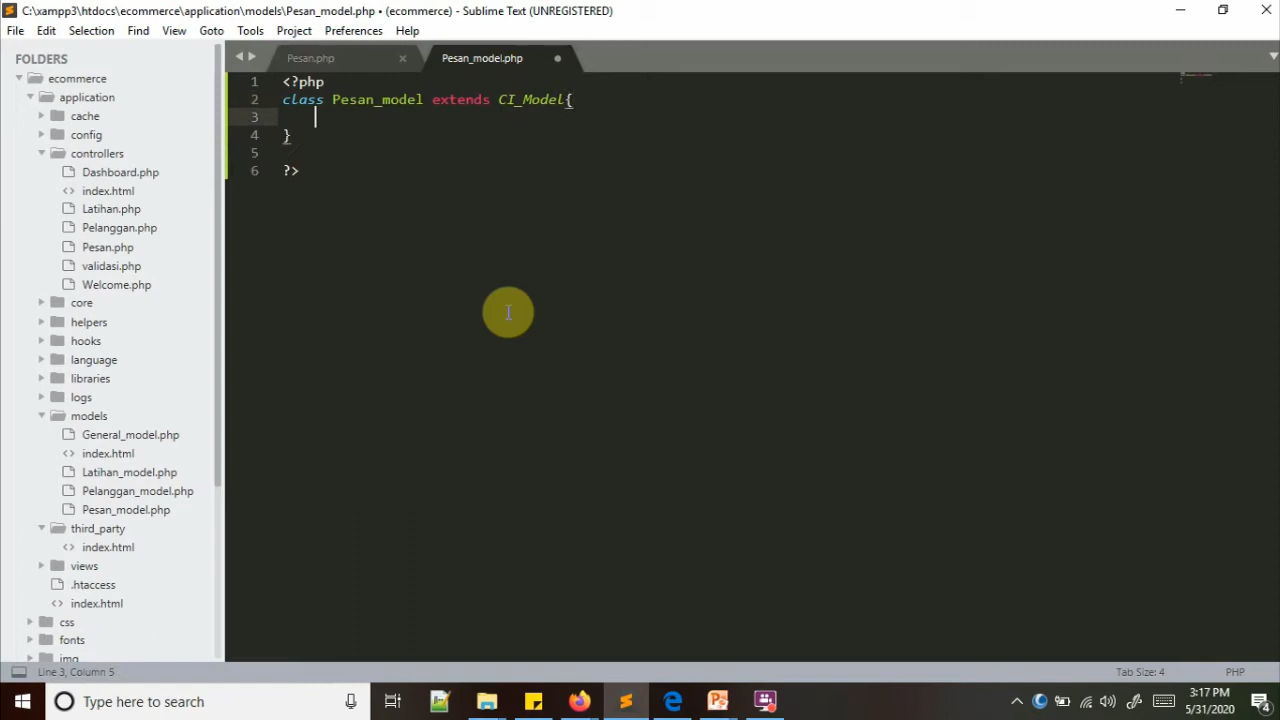 C:\xampp3\htdocs\ecommerce\application\models\Pesan_model.php • (ecommerce) - Sublime Text (UNREGISTERED)
File Edit Selection Find View Goto Tools Project Preferences Help
FOLDERS
ecommerce
application
cache
config
controllers
Dashboard.php
index.html
Latihan.php
Pelanggan.php
Pesan.php
validasi.php
Welcome.php
core
helpers
hooks
language
libraries
logs
models
General_model.php
index.html
Latihan_model.php
Pelanggan_model.php
Pesan_model.php
third_party
index.html
views
.htaccess
index.html
css
fonts
img
Pesan.php Pesan_model.php
1 <?php
2 class Pesan_model extends CI_Model{
3
4 }
5
6 ?>
Line 3, Column 5 Tab Size: 4 PHP
Type here to search
3:17 PM
5/31/2020
4